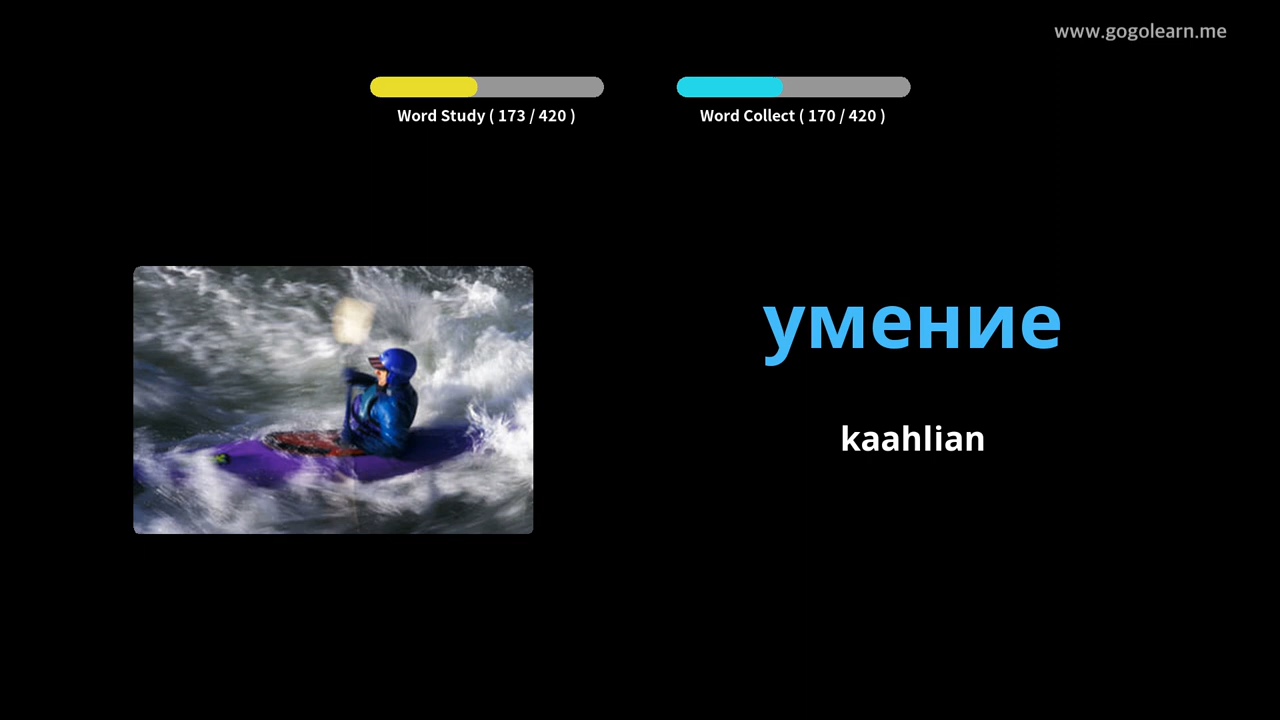 www.gogolearn.me
Word Study ( 173 / 420 )
Word Collect ( 170 / 420 )
умение
kaahlian